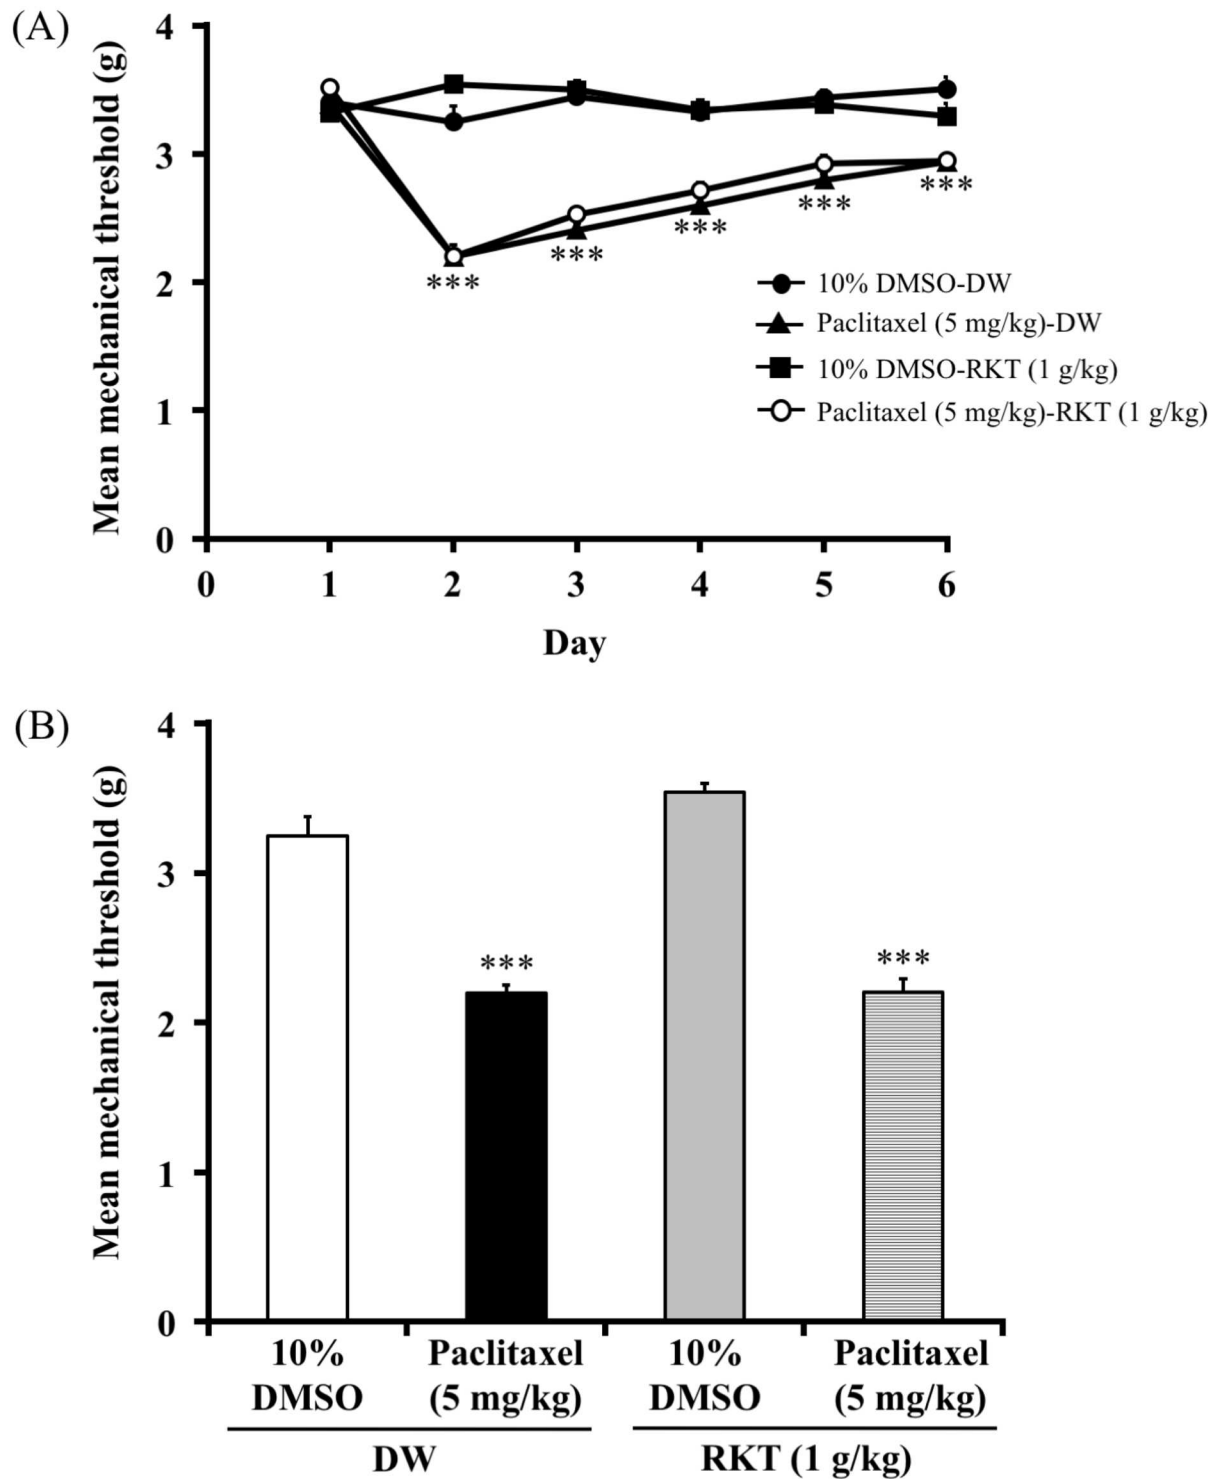 (A)
Mean mechanical threshold (g)
4
3
2
1
0
***
***
***
***
***
10% DMSO-DW
Paclitaxel (5 mg/kg)-DW
10% DMSO-RKT (1 g/kg)
Paclitaxel (5 mg/kg)-RKT (1 g/kg)
0 1 2 3 4 5 6
Day
(B)
Mean mechanical threshold (g)
4
3
2
1
0
***
***
10% Paclitaxel 10% Paclitaxel
DMSO (5 mg/kg) DMSO (5 mg/kg)
DW RKT (1 g/kg)